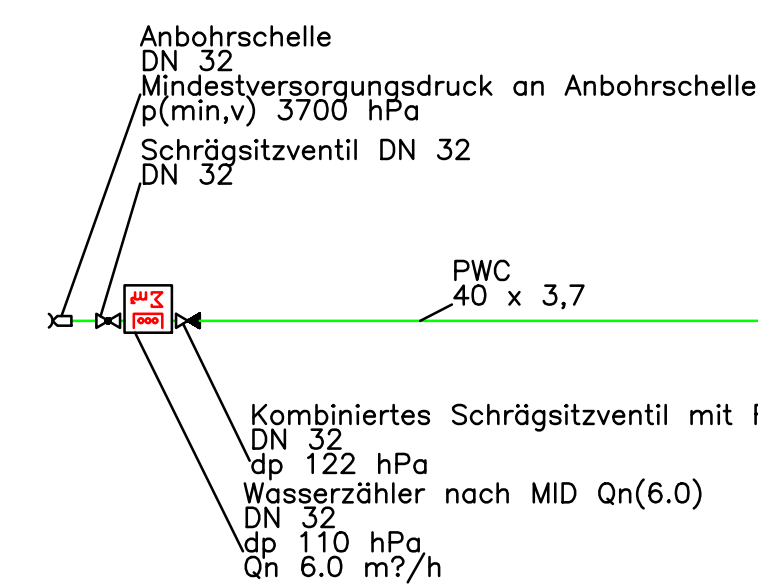 Anbohrschelle
DN 32
Mindestversorgungsdruck an Anbohrschelle
p(min,v) 3700 hPa
Schrägsitzventil DN 32
DN 32
PWC
40 x 3,7
Kombiniertes Schrägsitzventil mit
DN 32
dp 122 hPa
Wasserzähler nach MID Qn(6.0)
DN 32
dp 110 hPa
Qn 6.0 m?/h